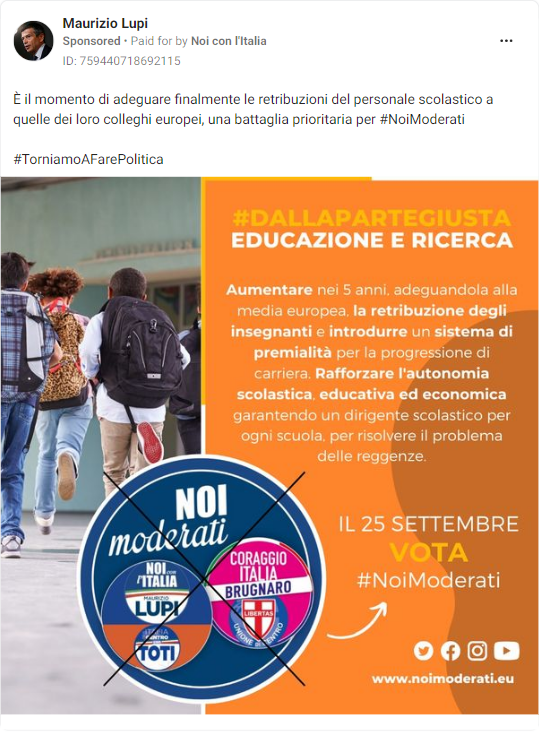 Maurizio Lupi
Sponsored • Paid for by Noi con l'Italia
ID: 759440718692115
È il momento di adeguare finalmente le retribuzioni del personale scolastico a
quelle dei loro colleghi europei, una battaglia prioritaria per #NoiModerati
#TorniamoAFarePolitica
#DALLAPARTEGIUSTA
EDUCAZIONE E RICERCA
Aumentare nei 5 anni, adeguandola alla
media europea, la retribuzione degli
insegnanti e introdurre un sistema di
premialità per la progressione di
carriera. Rafforzare l'autonomia
scolastica, educativa ed economica
garantendo un dirigente scolastico per
ogni scuola, per risolvere il problema
delle reggenze.
NOI
moderati
NOI
con
l'ITALIA
MAURIZIO
LUPI
ITALIA
CENTRO
TOTI
CORAGGIO
ITALIA
BRUGNARO
LIBERTAS
UNIONE DI CENTRO
IL 25 SETTEMBRE
VOTA
#NoiModerati
www.noimoderati.eu